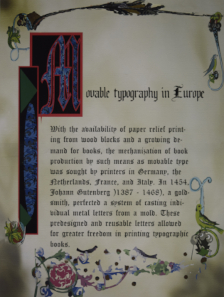 Movable typography in Europe
With the availability of paper relief print-
ing from wood blacks and a growing de-
mand for books, the mechanization of book
production by such means as movable type
was sought by printers in Germany, the
Netherlands, France, and Italy. In 1454,
Johann Gutenberg )1387 - 1468), a gold-
smith, perfected a system of casting indi-
vidual metal letters from a mold. These
predesigned and reusable letters allowed
for greater freedom in printing typographic
books.